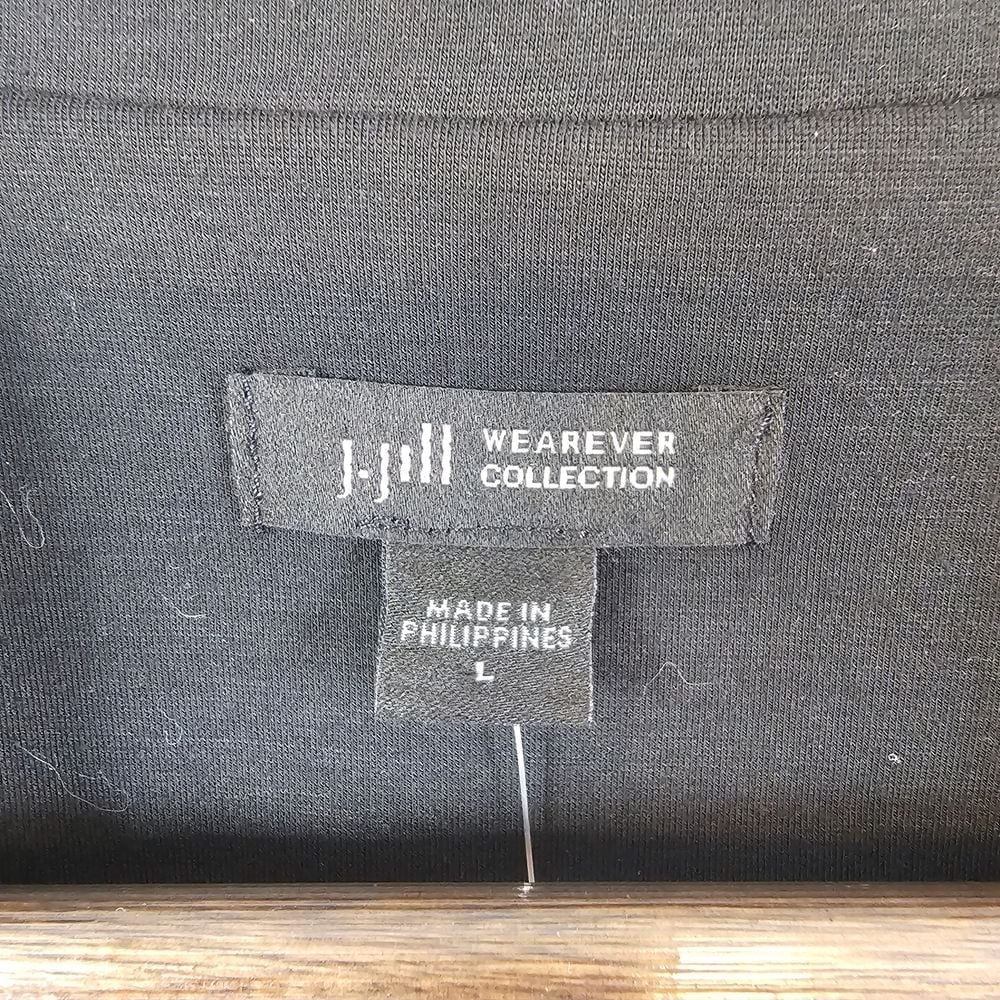 J.Jill WEAREVER
COLLECTION
MADE IN
PHILIPPINES
L